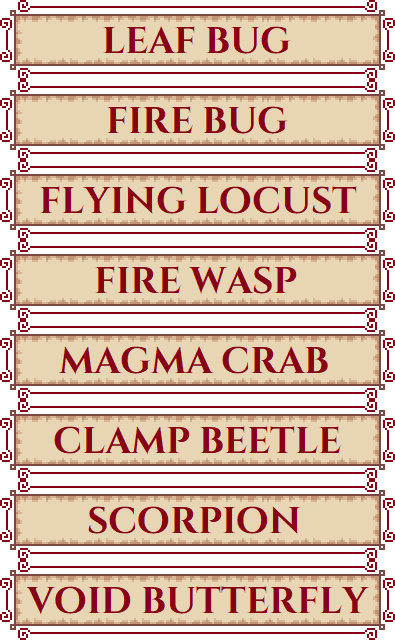 LEAF BUG
FIRE BUG
FLYING LOCUST
FIRE WASP
MAGMA CRAB
CLAMP BEETLE
SCORPION
VOID BUTTERFLY